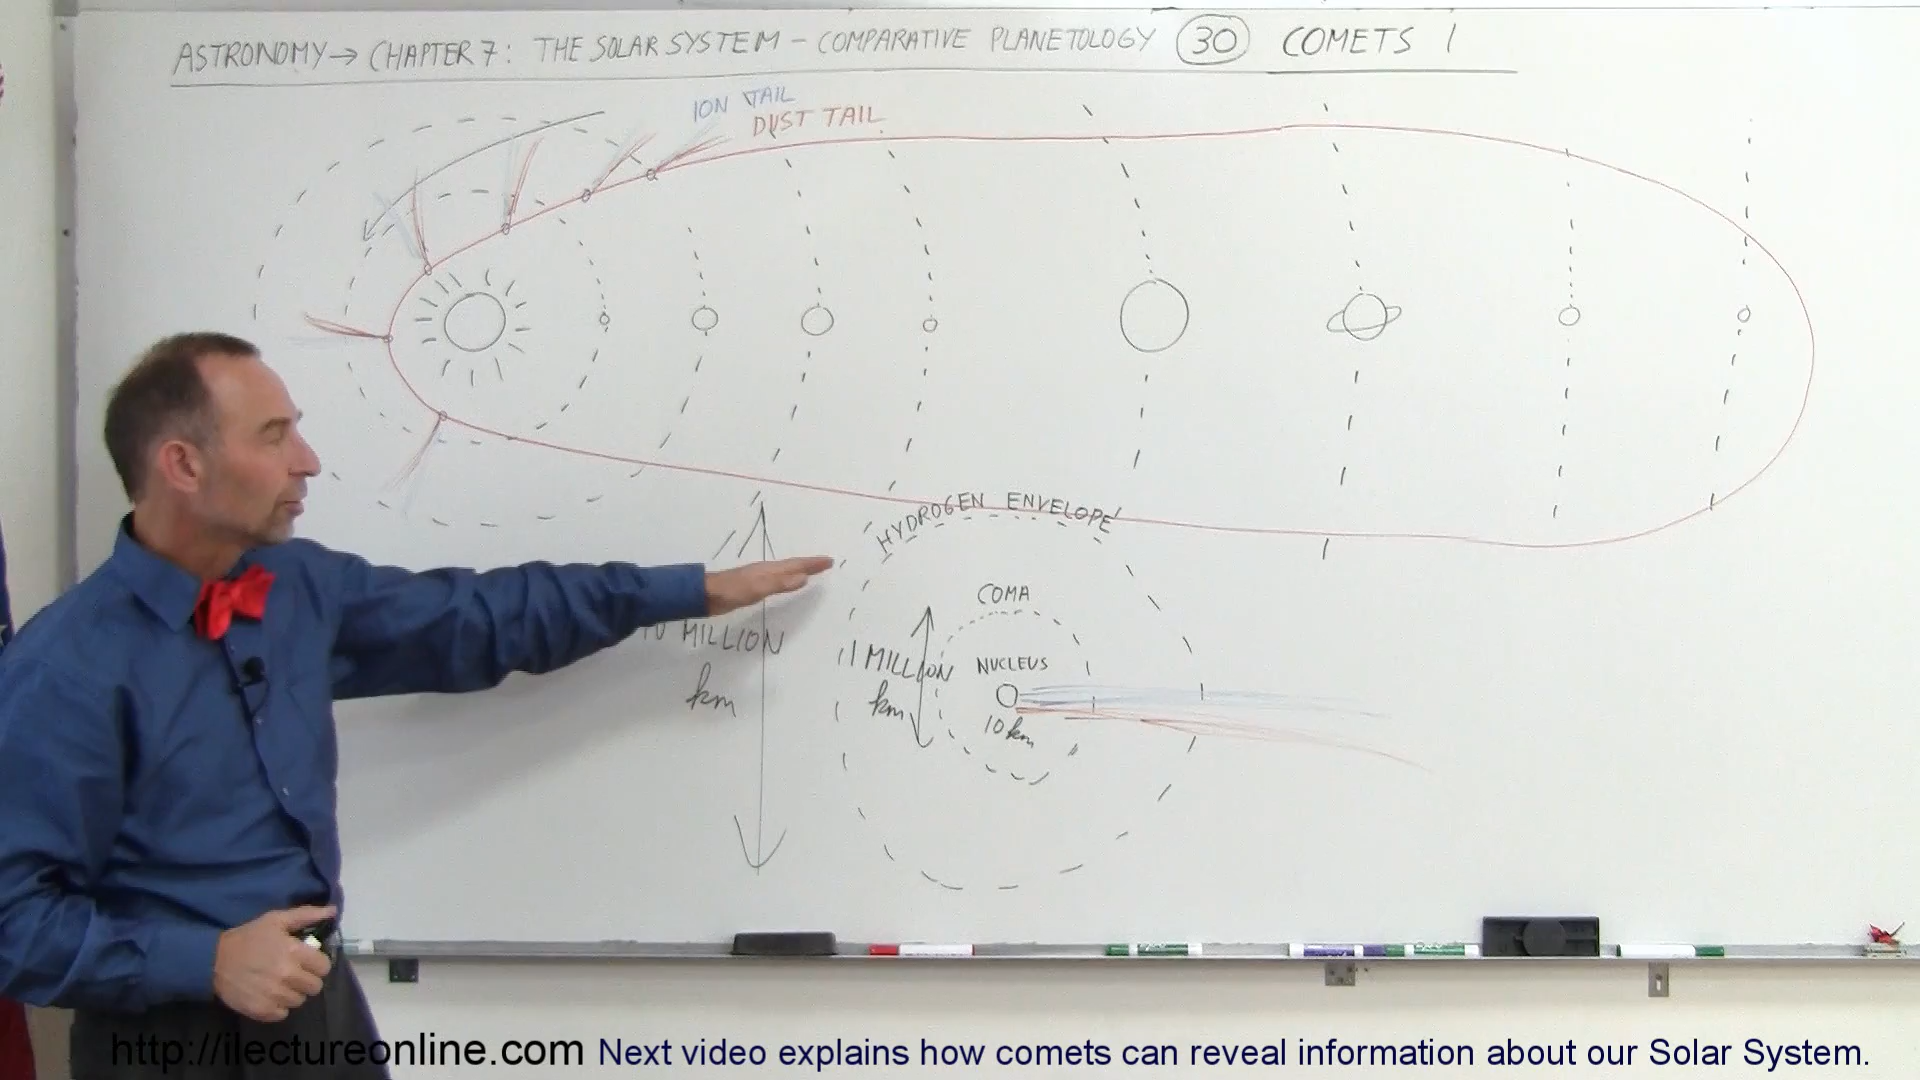 ASTRONOMY → CHAPTER 7: THE SOLAR SYSTEM – COMPARATIVE PLANETOLOGY 30 COMETS 1
ION TAIL
DUST TAIL
HYDROGEN ENVELOPE
COMA
MILLION
km
1 MILLION
km
NUCLEUS
10 km
http://ilectureonline.com Next video explains how comets can reveal information about our Solar System.